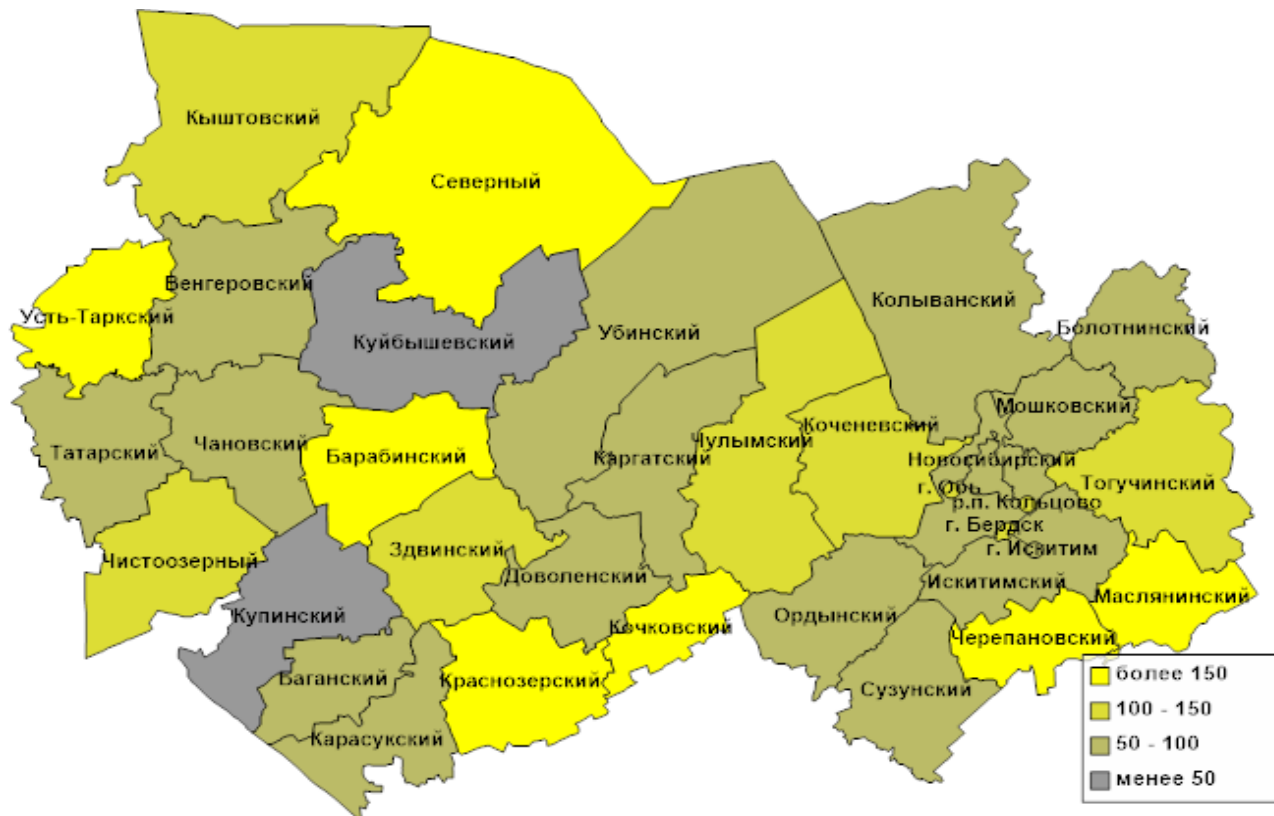 Кыштовский
Северный
Венгеровский
Усть-Таркский
Куйбышевский
Убинский
Колыванский
Болотнинский
Мошковский
Татарский
Чановский
Барабинский
Каргатский
Чулымский
Коченевский
Новосибирский
Тогучинский
г. Обь
р.п. Кольцово
г. Бердск
г. Искитим
Чистоозерный
Здвинский
Доволенский
Искитимский
Маслянинский
Купинский
Кочковский
Ордынский
Черепановский
Баганский
Краснозерский
Сузунский
Карасукский
более 150
100 - 150
50 - 100
менее 50